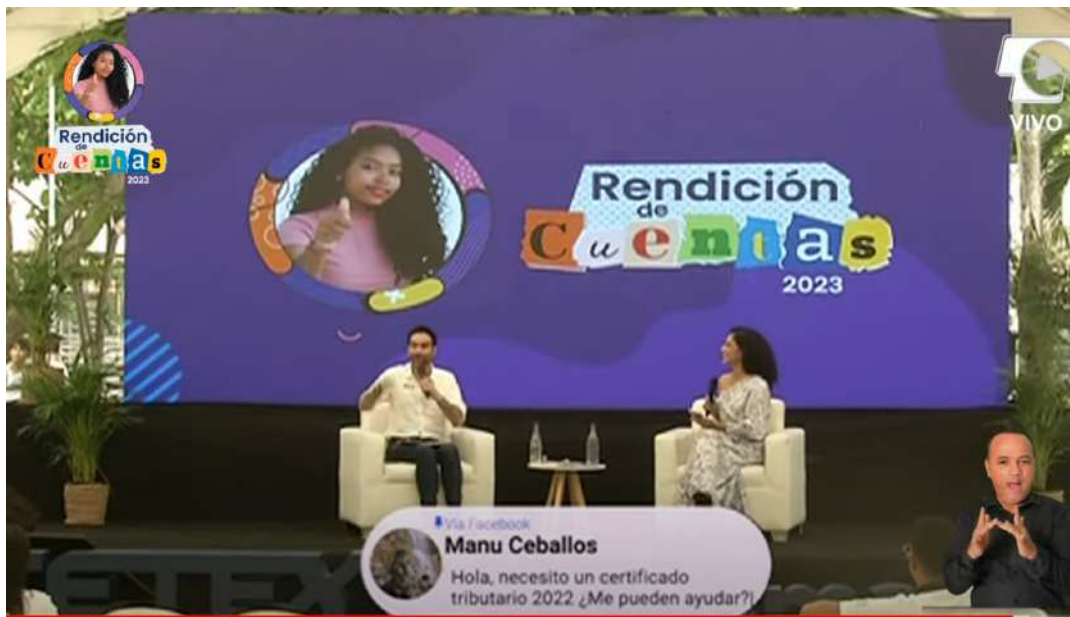 Rendición
de
Cuentas
2023
VIVO
Rendición
de
Cuentas
2023
Vía Facebook
Manu Ceballos
Hola, necesito un certificado
tributario 2022 ¿Me pueden ayudar?|
ETEX